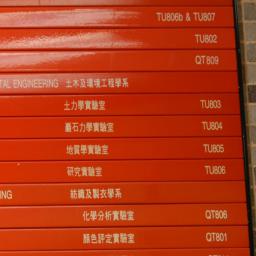 TU806b & TU807
TU802
QT809
TAL ENGINEERING 土木及環境工程學系
土力學實驗室 TU803
巖石力學實驗室 TU804
地質學實驗室 TU805
研究實驗室 TU806
ING 紡織及製衣學系
化學分析實驗室 QT806
顏色評定實驗室 QT801